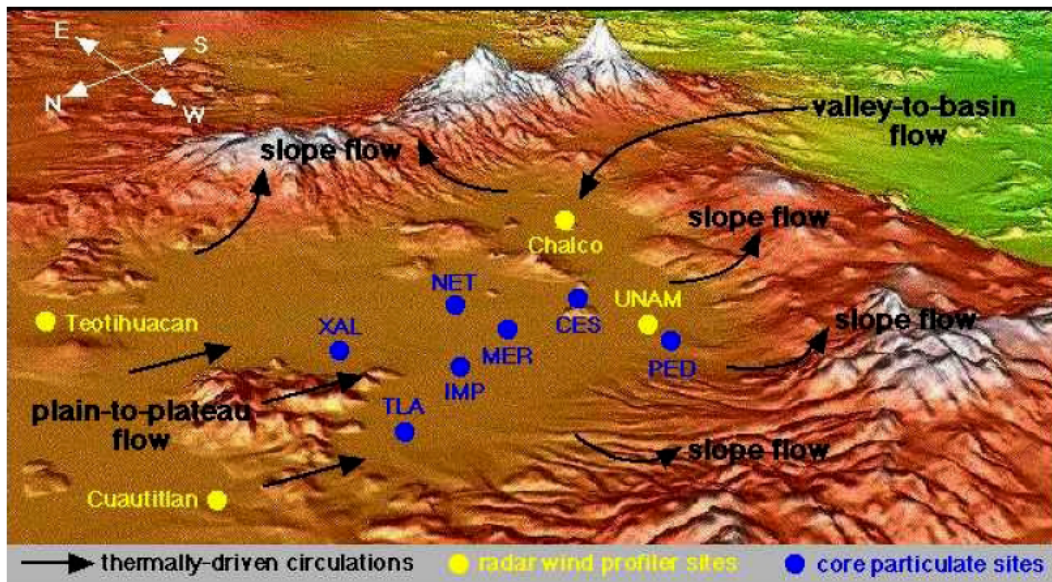 E
S
N
W
valley-to-basin
flow
slope flow
slope flow
Chalco
NET
CES
UNAM
Teotihuacan
XAL
MER
PED
slope flow
IMP
plain-to-plateau
flow
TLA
slope flow
Cuautitlan
thermally-driven circulations
radar wind profiler sites
core particulate sites